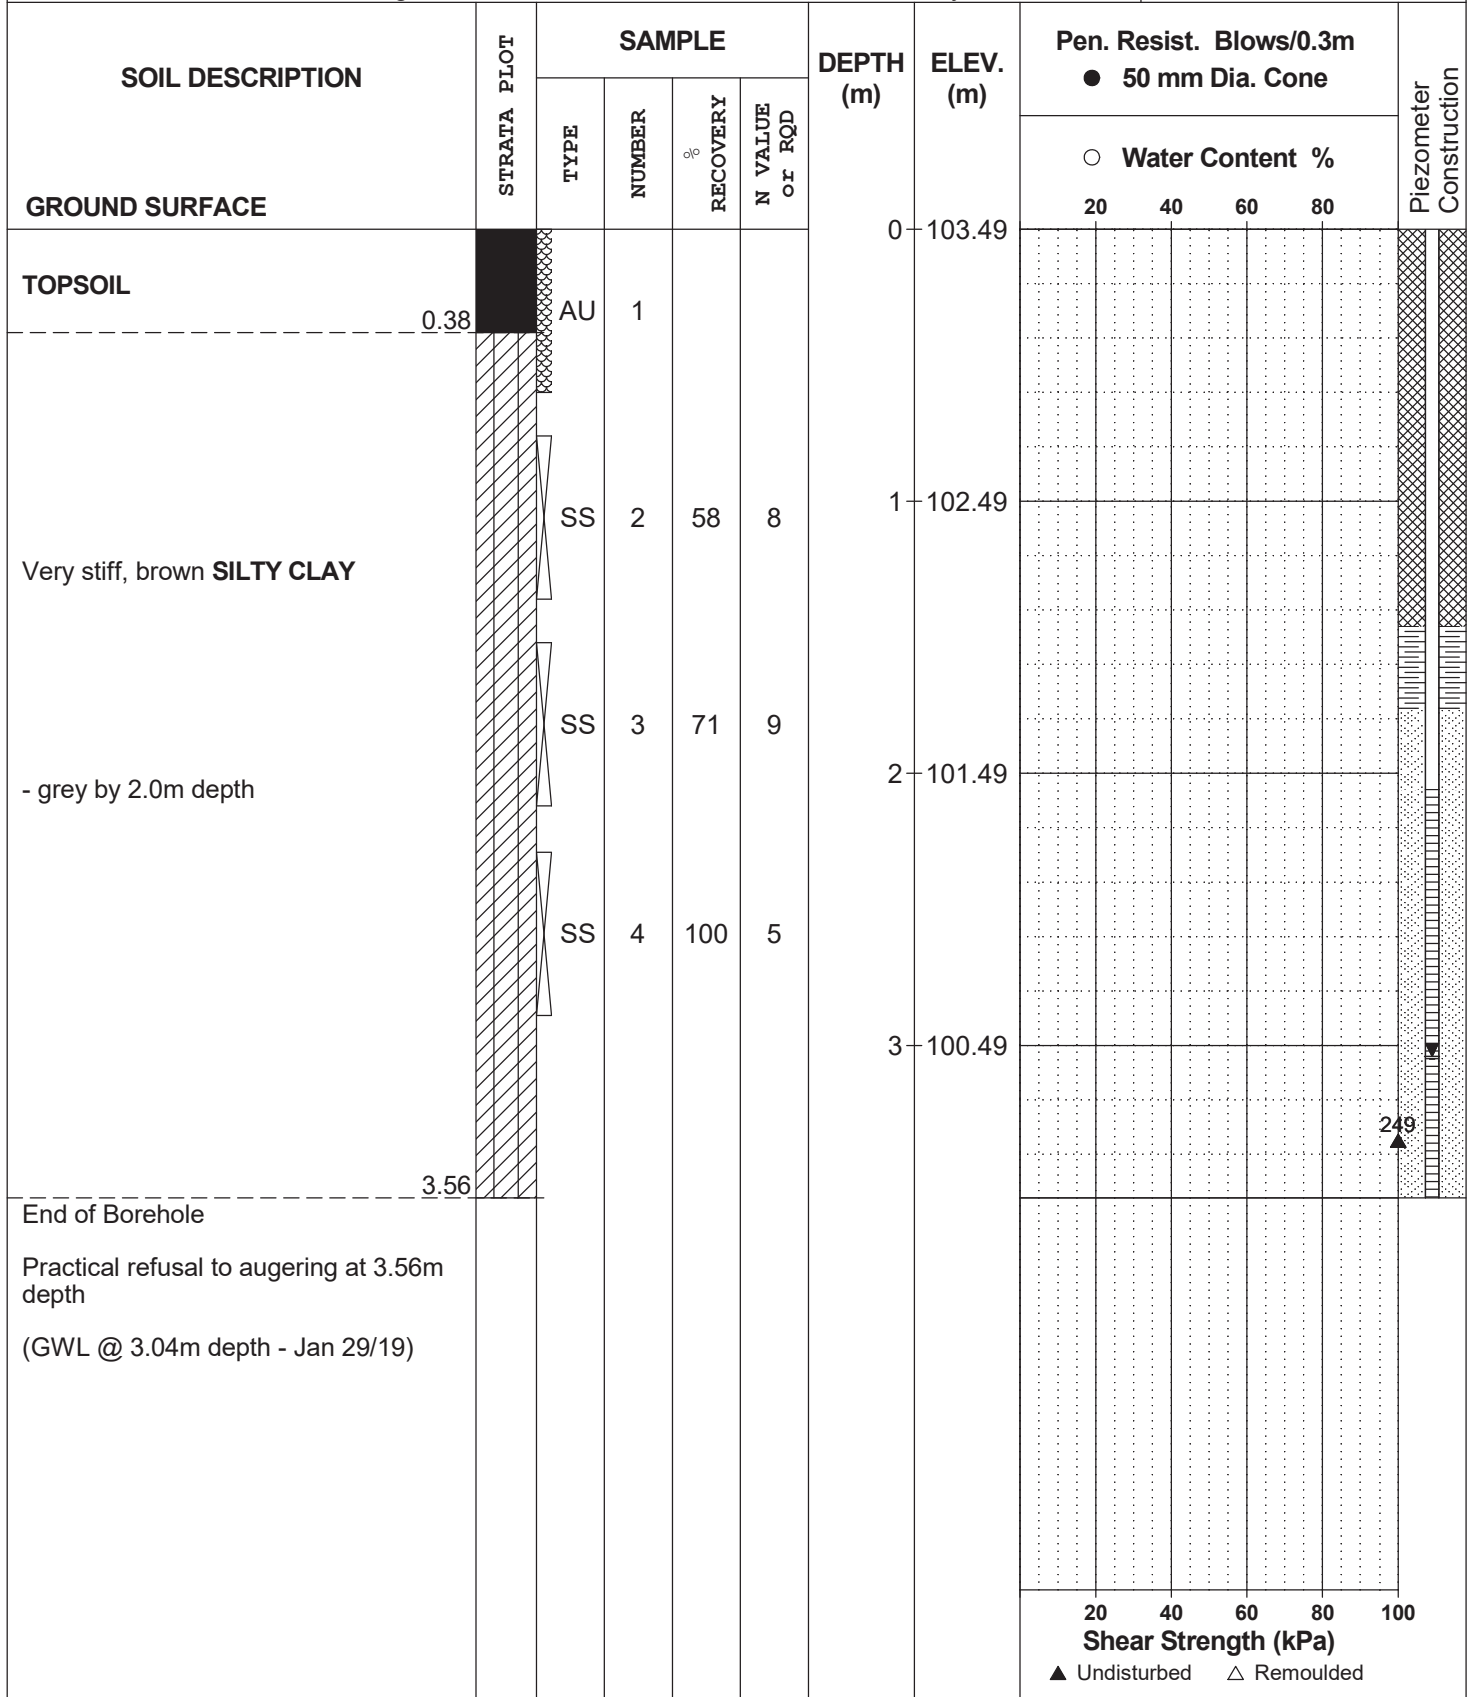 SOIL DESCRIPTION
GROUND SURFACE
STRATA PLOT
SAMPLE
TYPE
NUMBER
%
RECOVERY
N VALUE
or RQD
DEPTH
(m)
ELEV.
(m)
Pen. Resist. Blows/0.3m
● 50 mm Dia. Cone
○ Water Content %
20 40 60 80
Piezometer
Construction
0 103.49
TOPSOIL
0.38
AU 1
1 102.49
SS 2 58 8
Very stiff, brown SILTY CLAY
SS 3 71 9
2 101.49
- grey by 2.0m depth
SS 4 100 5
3 100.49
249
3.56
End of Borehole
Practical refusal to augering at 3.56m
depth
(GWL @ 3.04m depth - Jan 29/19)
20 40 60 80 100
Shear Strength (kPa)
▲ Undisturbed △ Remoulded